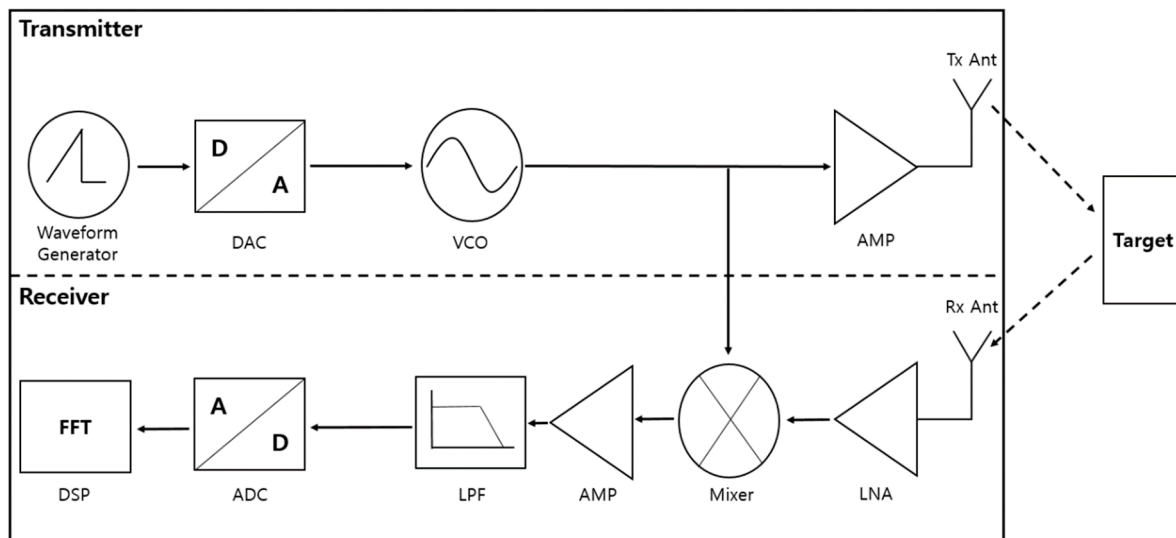 Transmitter
Tx Ant
D
A
Waveform
Generator
DAC
VCO
AMP
Target
Receiver
Rx Ant
FFT
A
D
DSP
ADC
LPF
AMP
Mixer
LNA